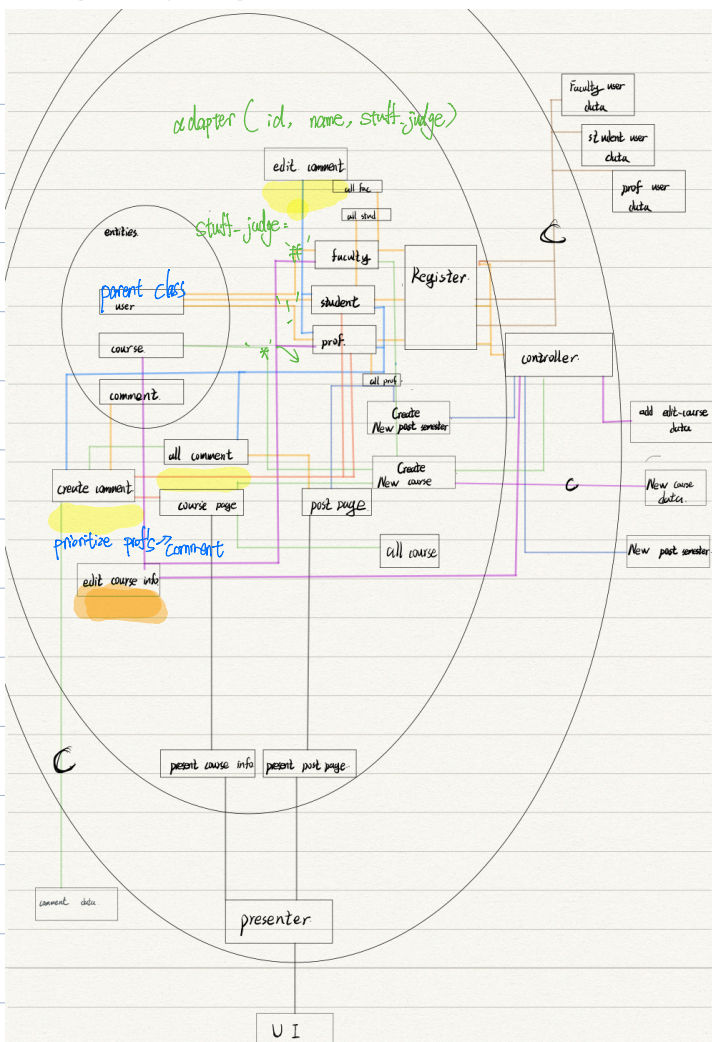 Faculty user
data
student user
data
prof user
data
C
adapter ( id, name, stuff_judge)
edit comment
all fac
all stnd
stuff_judge =
'#'
faculty
Register
entities.
parent class
user
'!'
student
course
'*'
prof.
controller
comment.
all prof
Create
New post semester
add edit-course
data
all comment
Create
New course
create comment.
course page
post page
C
New course
data.
prioritize prof's comment
all course
New post semester
edit course info
C
present course info
present post page.
comment data
presenter.
UI